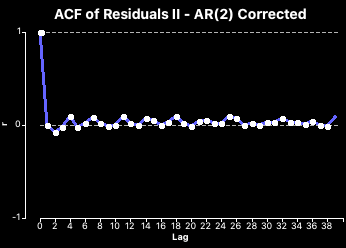 ACF of Residuals II - AR(2) Corrected
1
r
0
-1
0 2 4 6 8 10 12 14 16 18 20 22 24 26 28 30 32 34 36 38
Lag